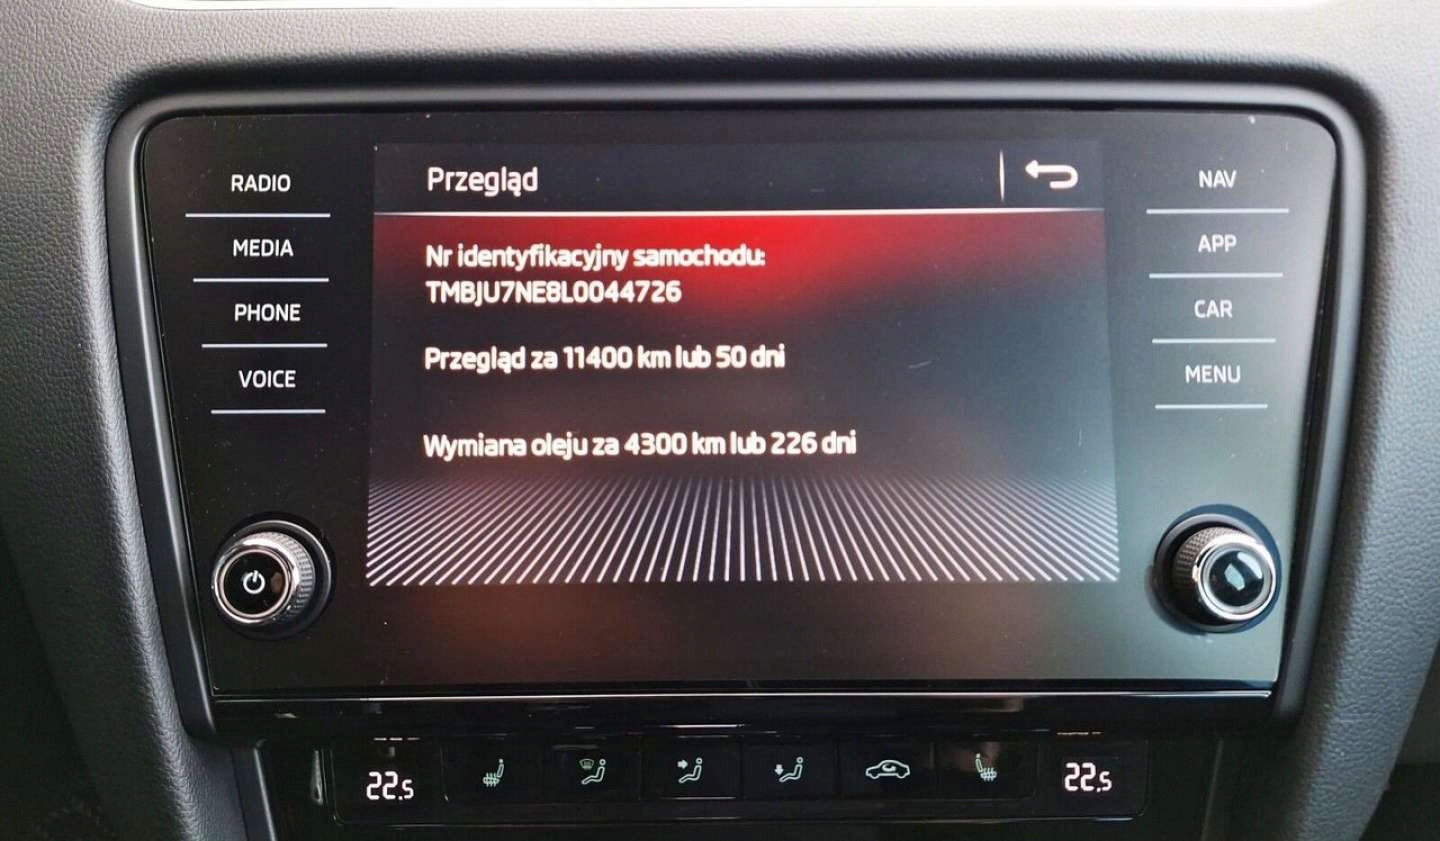 RADIO
MEDIA
PHONE
VOICE
Przegląd
Nr identyfikacyjny samochodu:
TMBJU7NE8L0044726
Przegląd za 11400 km lub 50 dni
Wymiana oleju za 4300 km lub 226 dni
NAV
APP
CAR
MENU
22.5
22.5